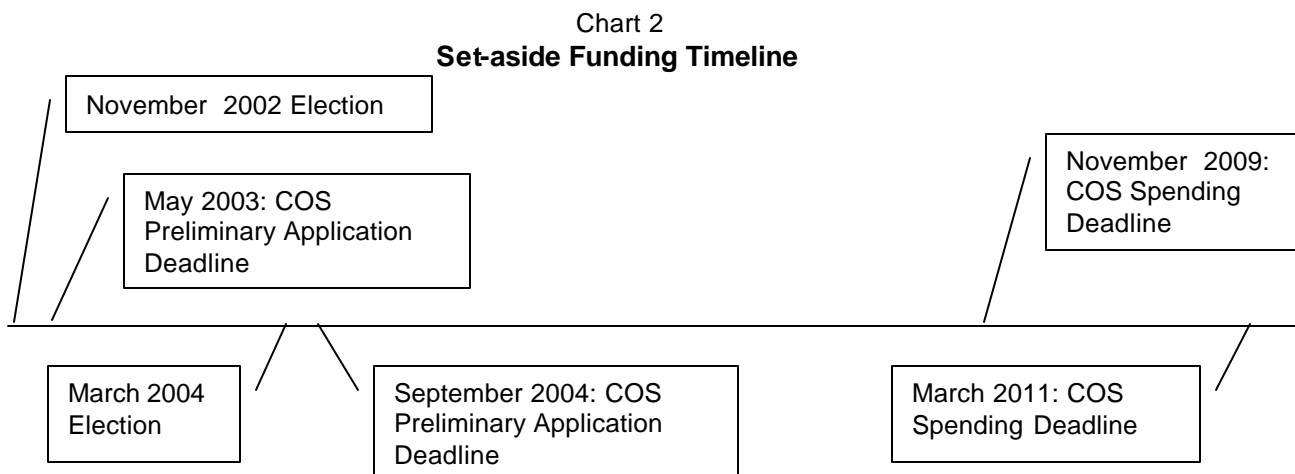 Chart 2
Set-aside Funding Timeline
November 2002 Election
May 2003: COS
Preliminary Application
Deadline
November 2009:
COS Spending
Deadline
March 2004
Election
September 2004: COS
Preliminary Application
Deadline
March 2011: COS
Spending Deadline